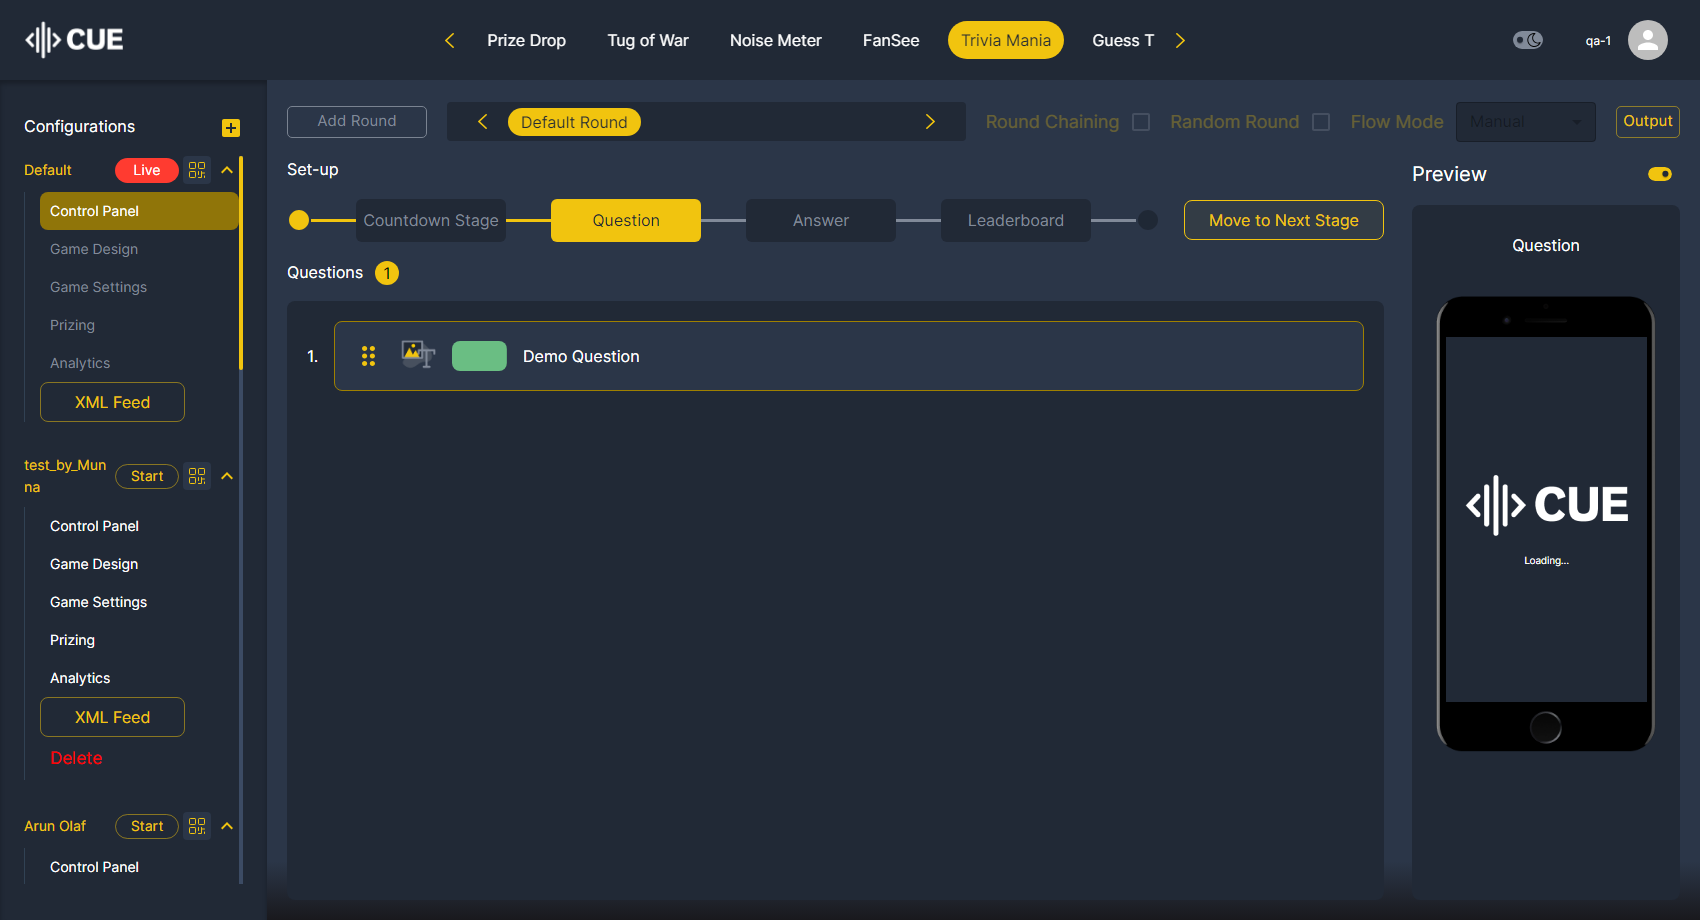 CUE
Prize Drop
Tug of War
Noise Meter
FanSee
Trivia Mania
Guess T
qa-1
Configurations
Default
Live
Control Panel
Game Design
Game Settings
Prizing
Analytics
XML Feed
test_by_Mun
na
Start
Control Panel
Game Design
Game Settings
Prizing
Analytics
XML Feed
Delete
Arun Olaf
Start
Control Panel
Add Round
Default Round
Round Chaining
Random Round
Flow Mode
Manual
Output
Set-up
Countdown Stage
Question
Answer
Leaderboard
Move to Next Stage
Questions
1
1.
T
Demo Question
Preview
Question
CUE
Loading...